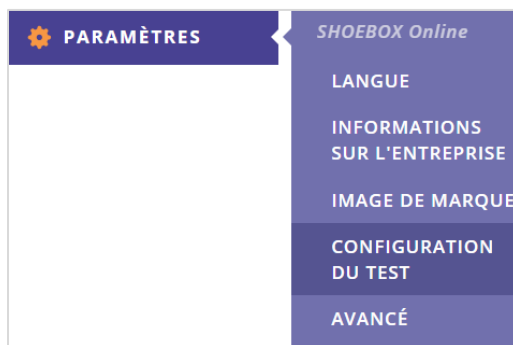 PARAMÈTRES
SHOEBOX Online
LANGUE
INFORMATIONS
SUR L'ENTREPRISE
IMAGE DE MARQUE
CONFIGURATION
DU TEST
AVANCÉ